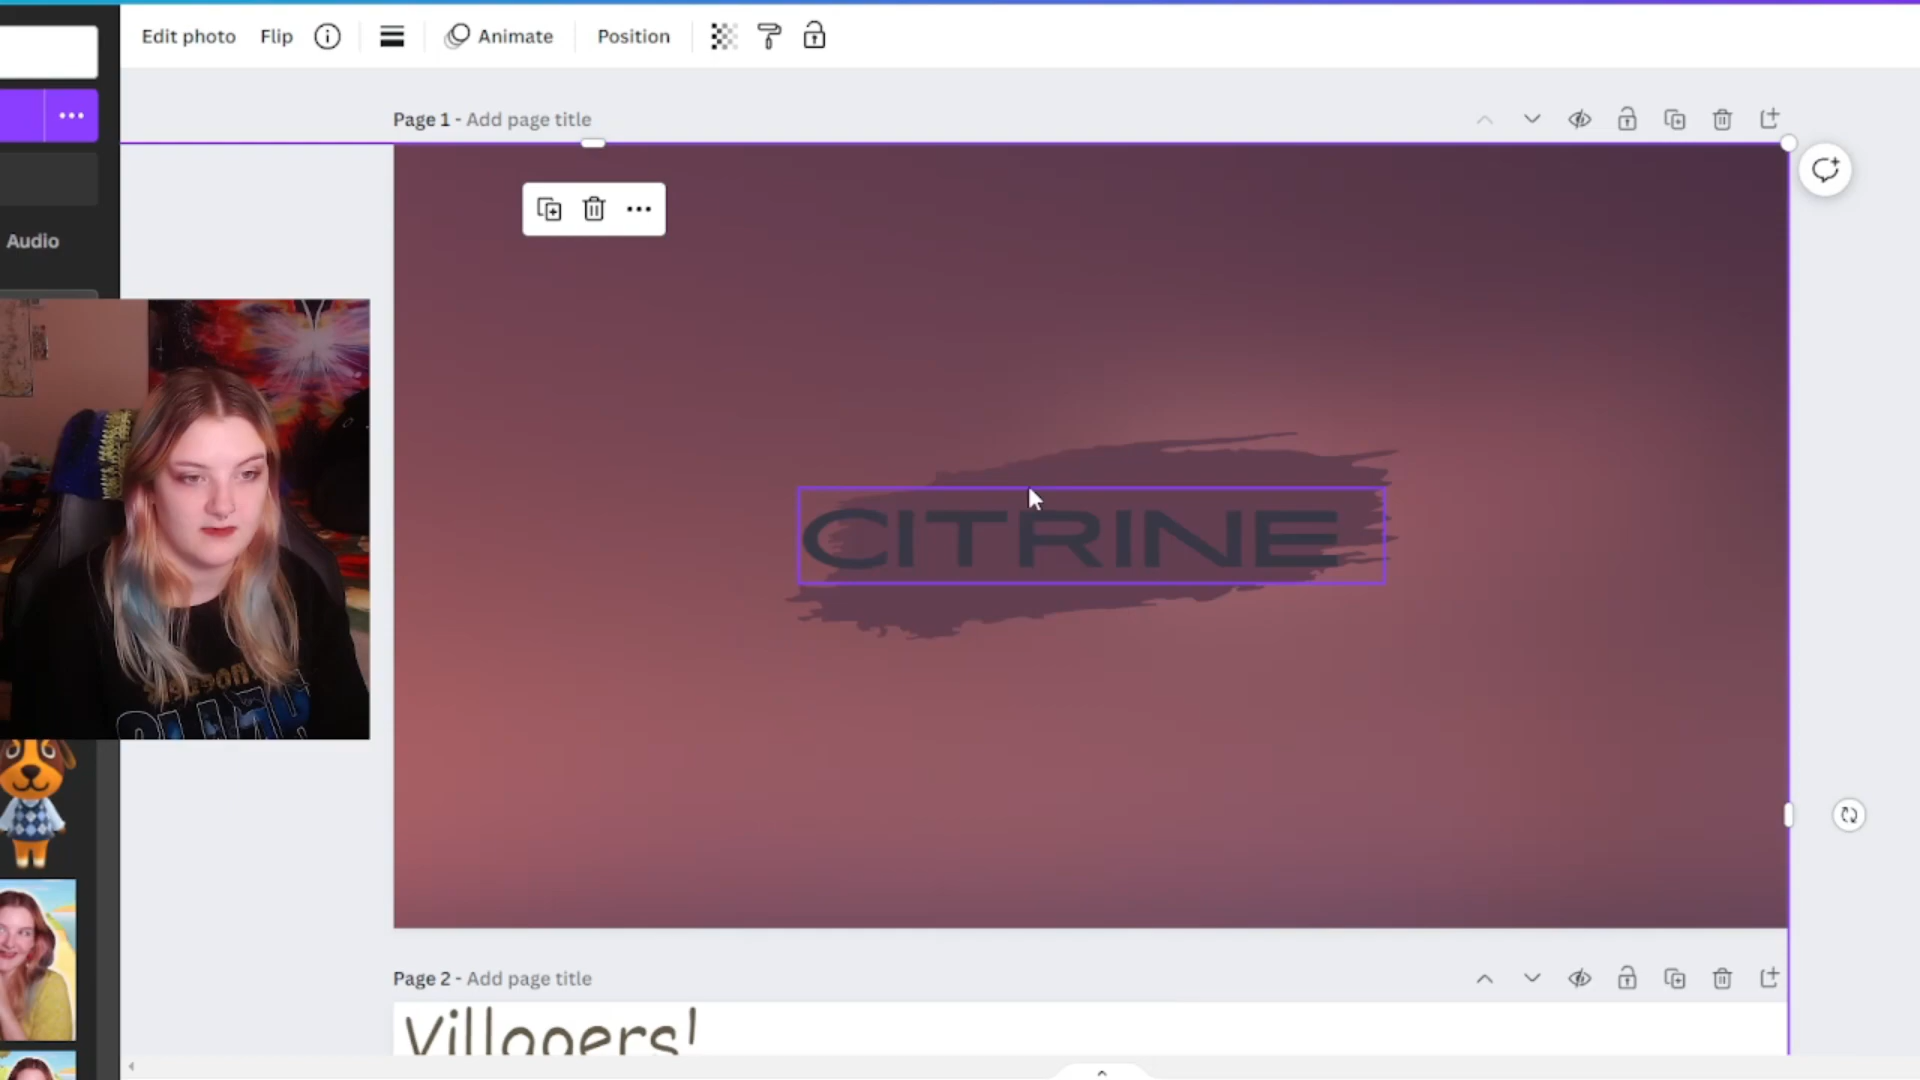 Edit photo Flip Animate Position
Page 1 - Add page title
Audio
CITRINE
Page 2 - Add page title
Villagers!